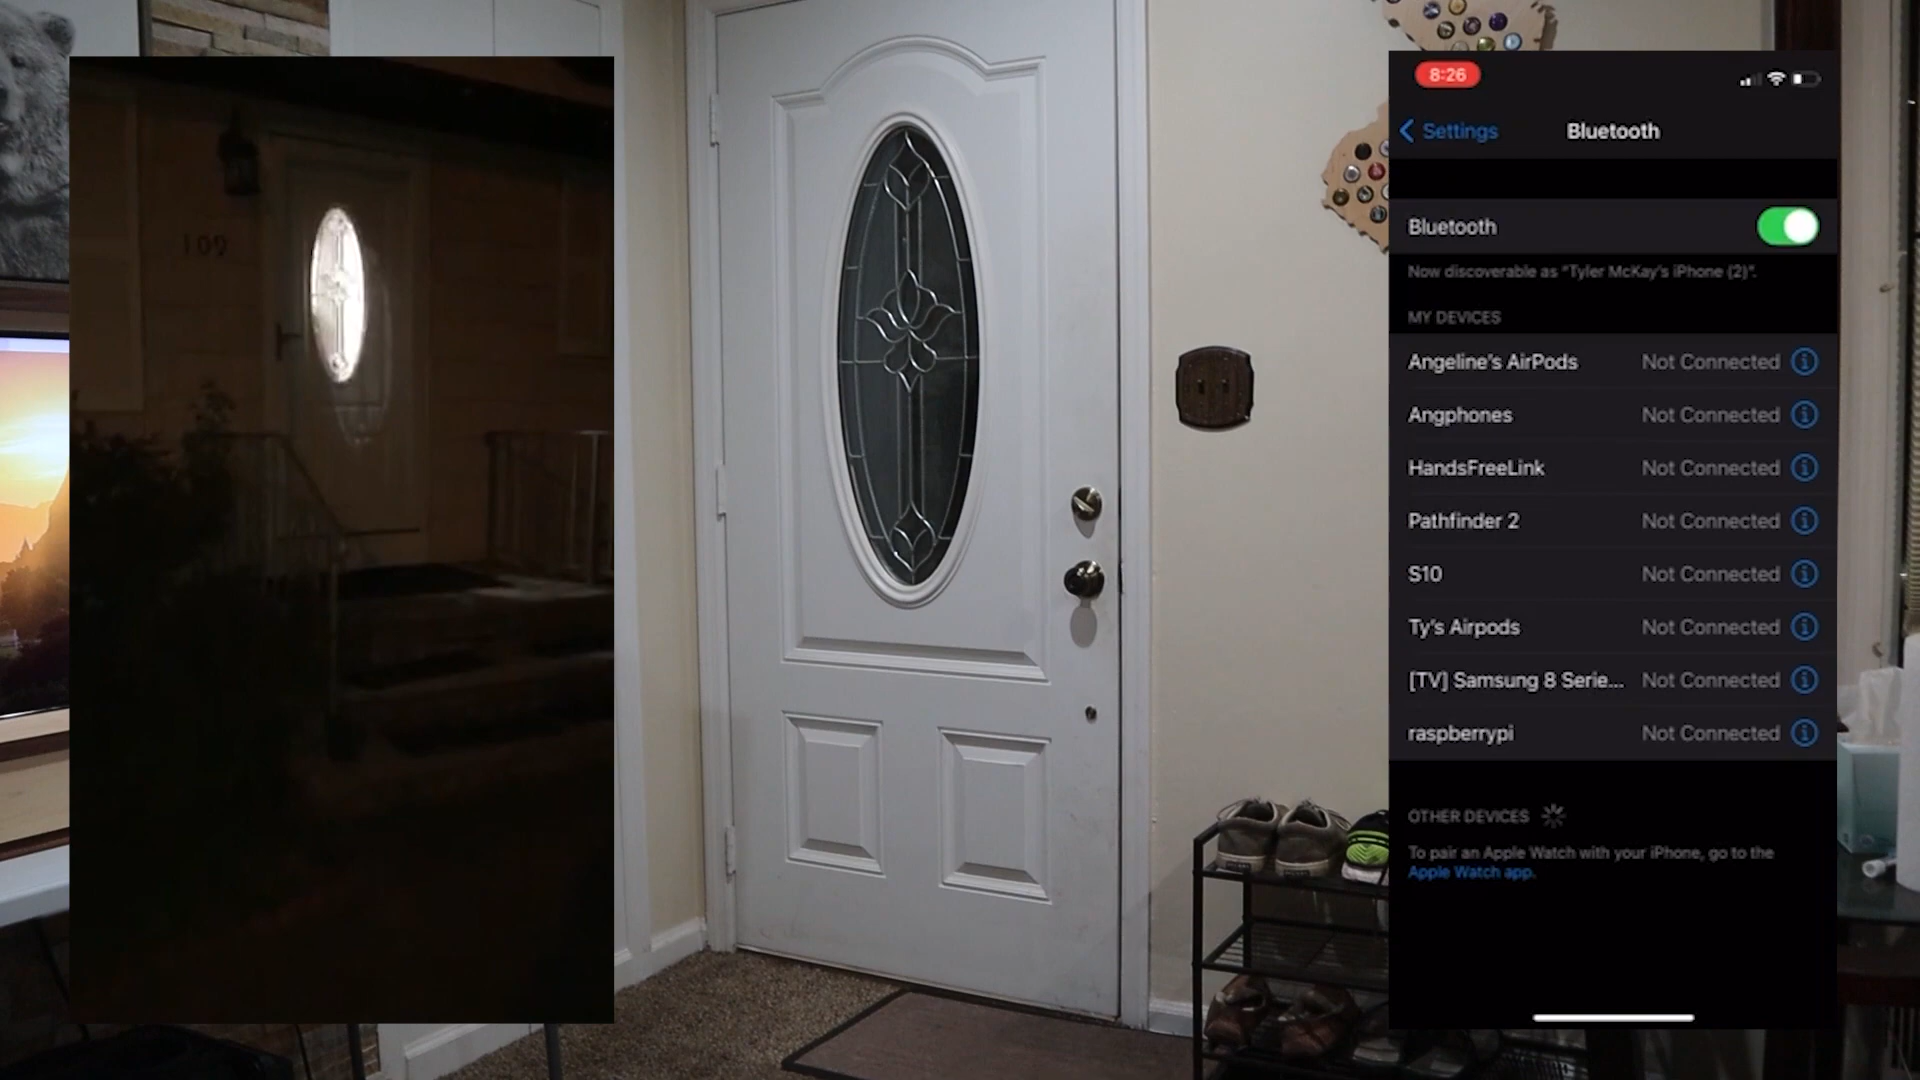 109
8:26
Settings
Bluetooth
Bluetooth
Now discoverable as "Tyler McKay's iPhone (2)".
MY DEVICES
Angeline's AirPods Not Connected
Angphones Not Connected
HandsFreeLink Not Connected
Pathfinder 2 Not Connected
S10 Not Connected
Ty's Airpods Not Connected
[TV] Samsung 8 Serie... Not Connected
raspberrypi Not Connected
OTHER DEVICES
To pair an Apple Watch with your iPhone, go to the
Apple Watch app.